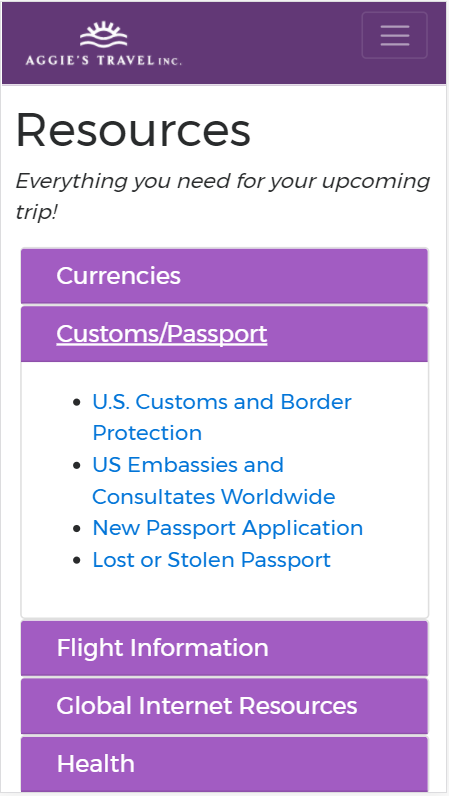 AGGIE'S TRAVEL INC.
Resources
Everything you need for your upcoming
trip!
Currencies
Customs/Passport
U.S. Customs and Border
Protection
US Embassies and
Consultates Worldwide
New Passport Application
Lost or Stolen Passport
Flight Information
Global Internet Resources
Health